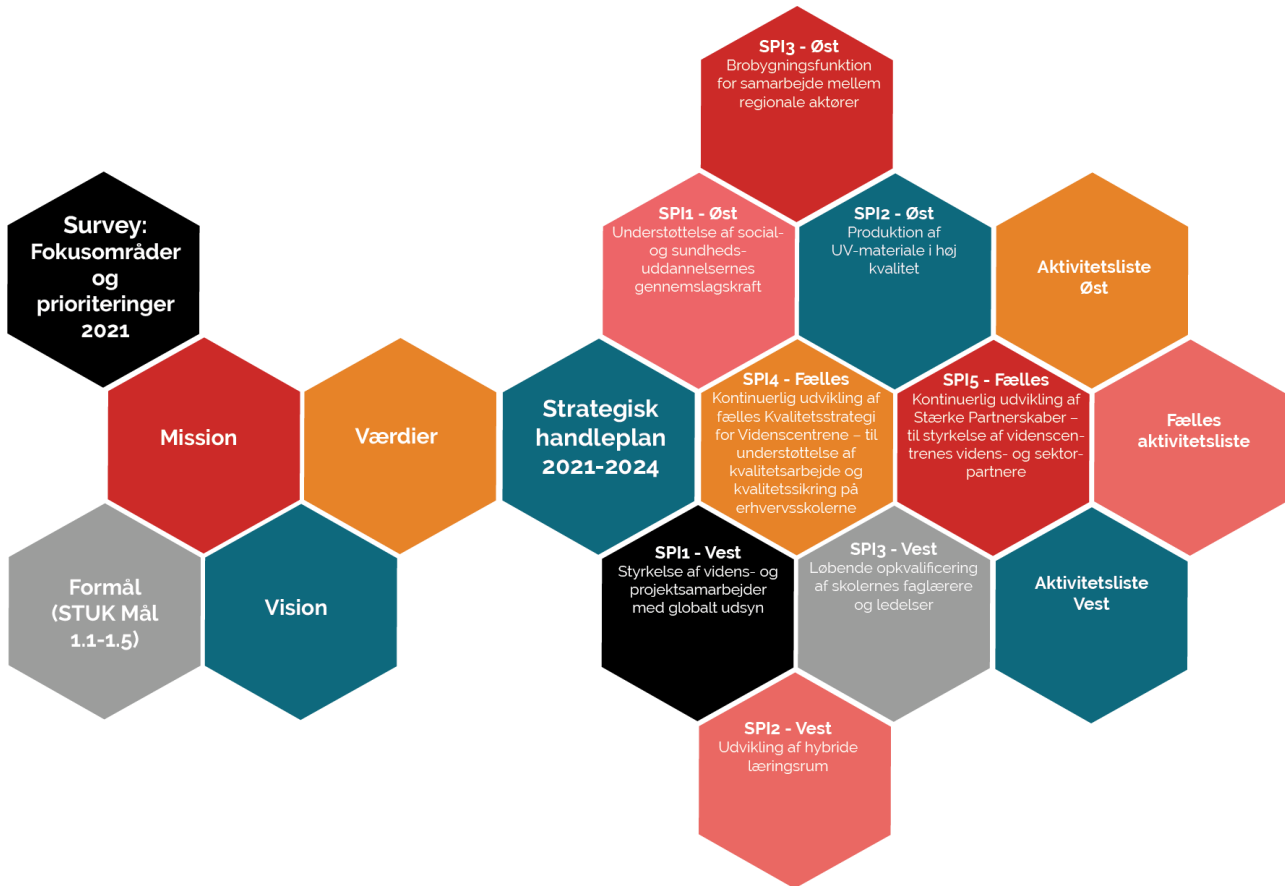 Survey:
Fokusområder
og
prioriteringer
2021
Mission
Værdier
Formål
(STUK Mål
1.1-1.5)
Vision
Strategisk
handleplan
2021-2024
SPI3 - Øst
Brobygningsfunktion
for samarbejde mellem
regionale aktører
SPI1 - Øst
Understøttelse af social-
og sundheds-
uddannelsernes
gennemslagskraft
SPI2 - Øst
Produktion af
UV-materiale i høj
kvalitet
Aktivitetsliste
Øst
SPI4 - Fælles
Kontinuerlig udvikling af
fælles Kvalitetsstrategi
for Videnscentrene – til
understøttelse af
kvalitetsarbejde og
kvalitetssikring på
erhvervsskolerne
SPI5 - Fælles
Kontinuerlig udvikling af
Stærke Partnerskaber –
til styrkelse af videnscen-
trenes videns- og sektor-
partnere
Fælles
aktivitetsliste
SPI1 - Vest
Styrkelse af videns- og
projektsamarbejder
med globalt udsyn
SPI3 - Vest
Løbende opkvalificering
af skolernes faglærere
og ledelser
Aktivitetsliste
Vest
SPI2 - Vest
Udvikling af hybride
læringsrum